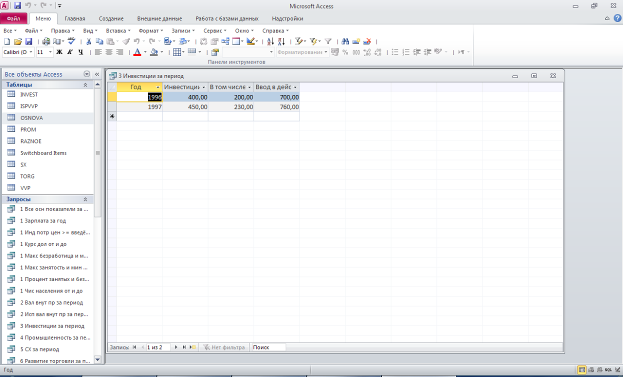 Microsoft Access
Файл Меню Главная Создание Внешние данные Работа с базами данных Надстройки
Все Файл Правка Вид Вставка Формат Записи Сервис Окно Справка
Calibri (О 11 Ж К Ч
Фильтрование
Панели инструментов
Все объекты Access
Таблицы
INVEST
ISPVVP
OSNOVA
PROM
RAZNOE
Switchboard Items
SX
TORG
VVP
Запросы
1 Все осн показатели за ...
1 Зарплата за год
1 Инд потр цен >= введе...
1 Курс дол от и до
1 Макс безработица и м...
1 Макс занятость и мин ...
1 Процент занятых и без...
1 Чис населения от и до
2 Вал внут пр за период
2 Исп вал внут пр за пер...
3 Инвестиции за период
4 Промышленность за пе...
5 СХ за период
6 Развитие торговли за п...
3 Инвестиции за период
Год Инвестици В том числе Ввод в дейс
1996 400,00 200,00 700,00
1997 450,00 230,00 760,00
Запись: 1 из 2 Нет фильтра Поиск
Год SQL